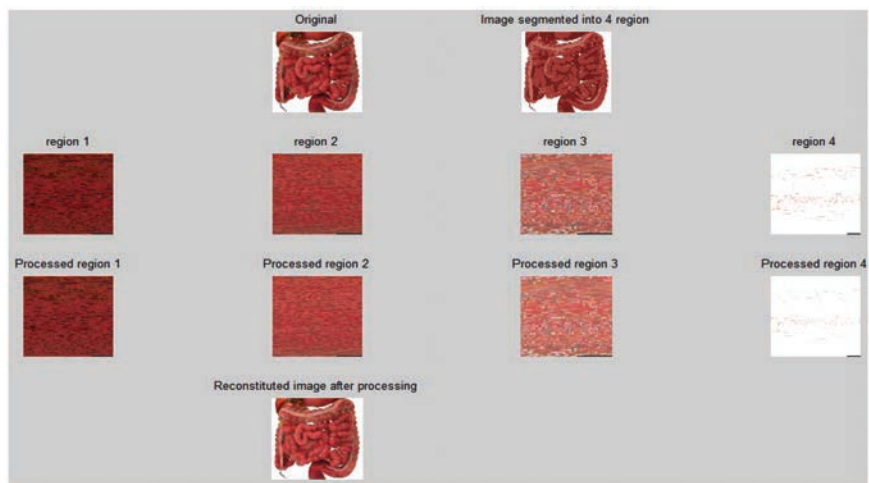 Original
Image segmented into 4 region
region 1
region 2
region 3
region 4
Processed region 1
Processed region 2
Processed region 3
Processed region 4
Reconstituted image after processing